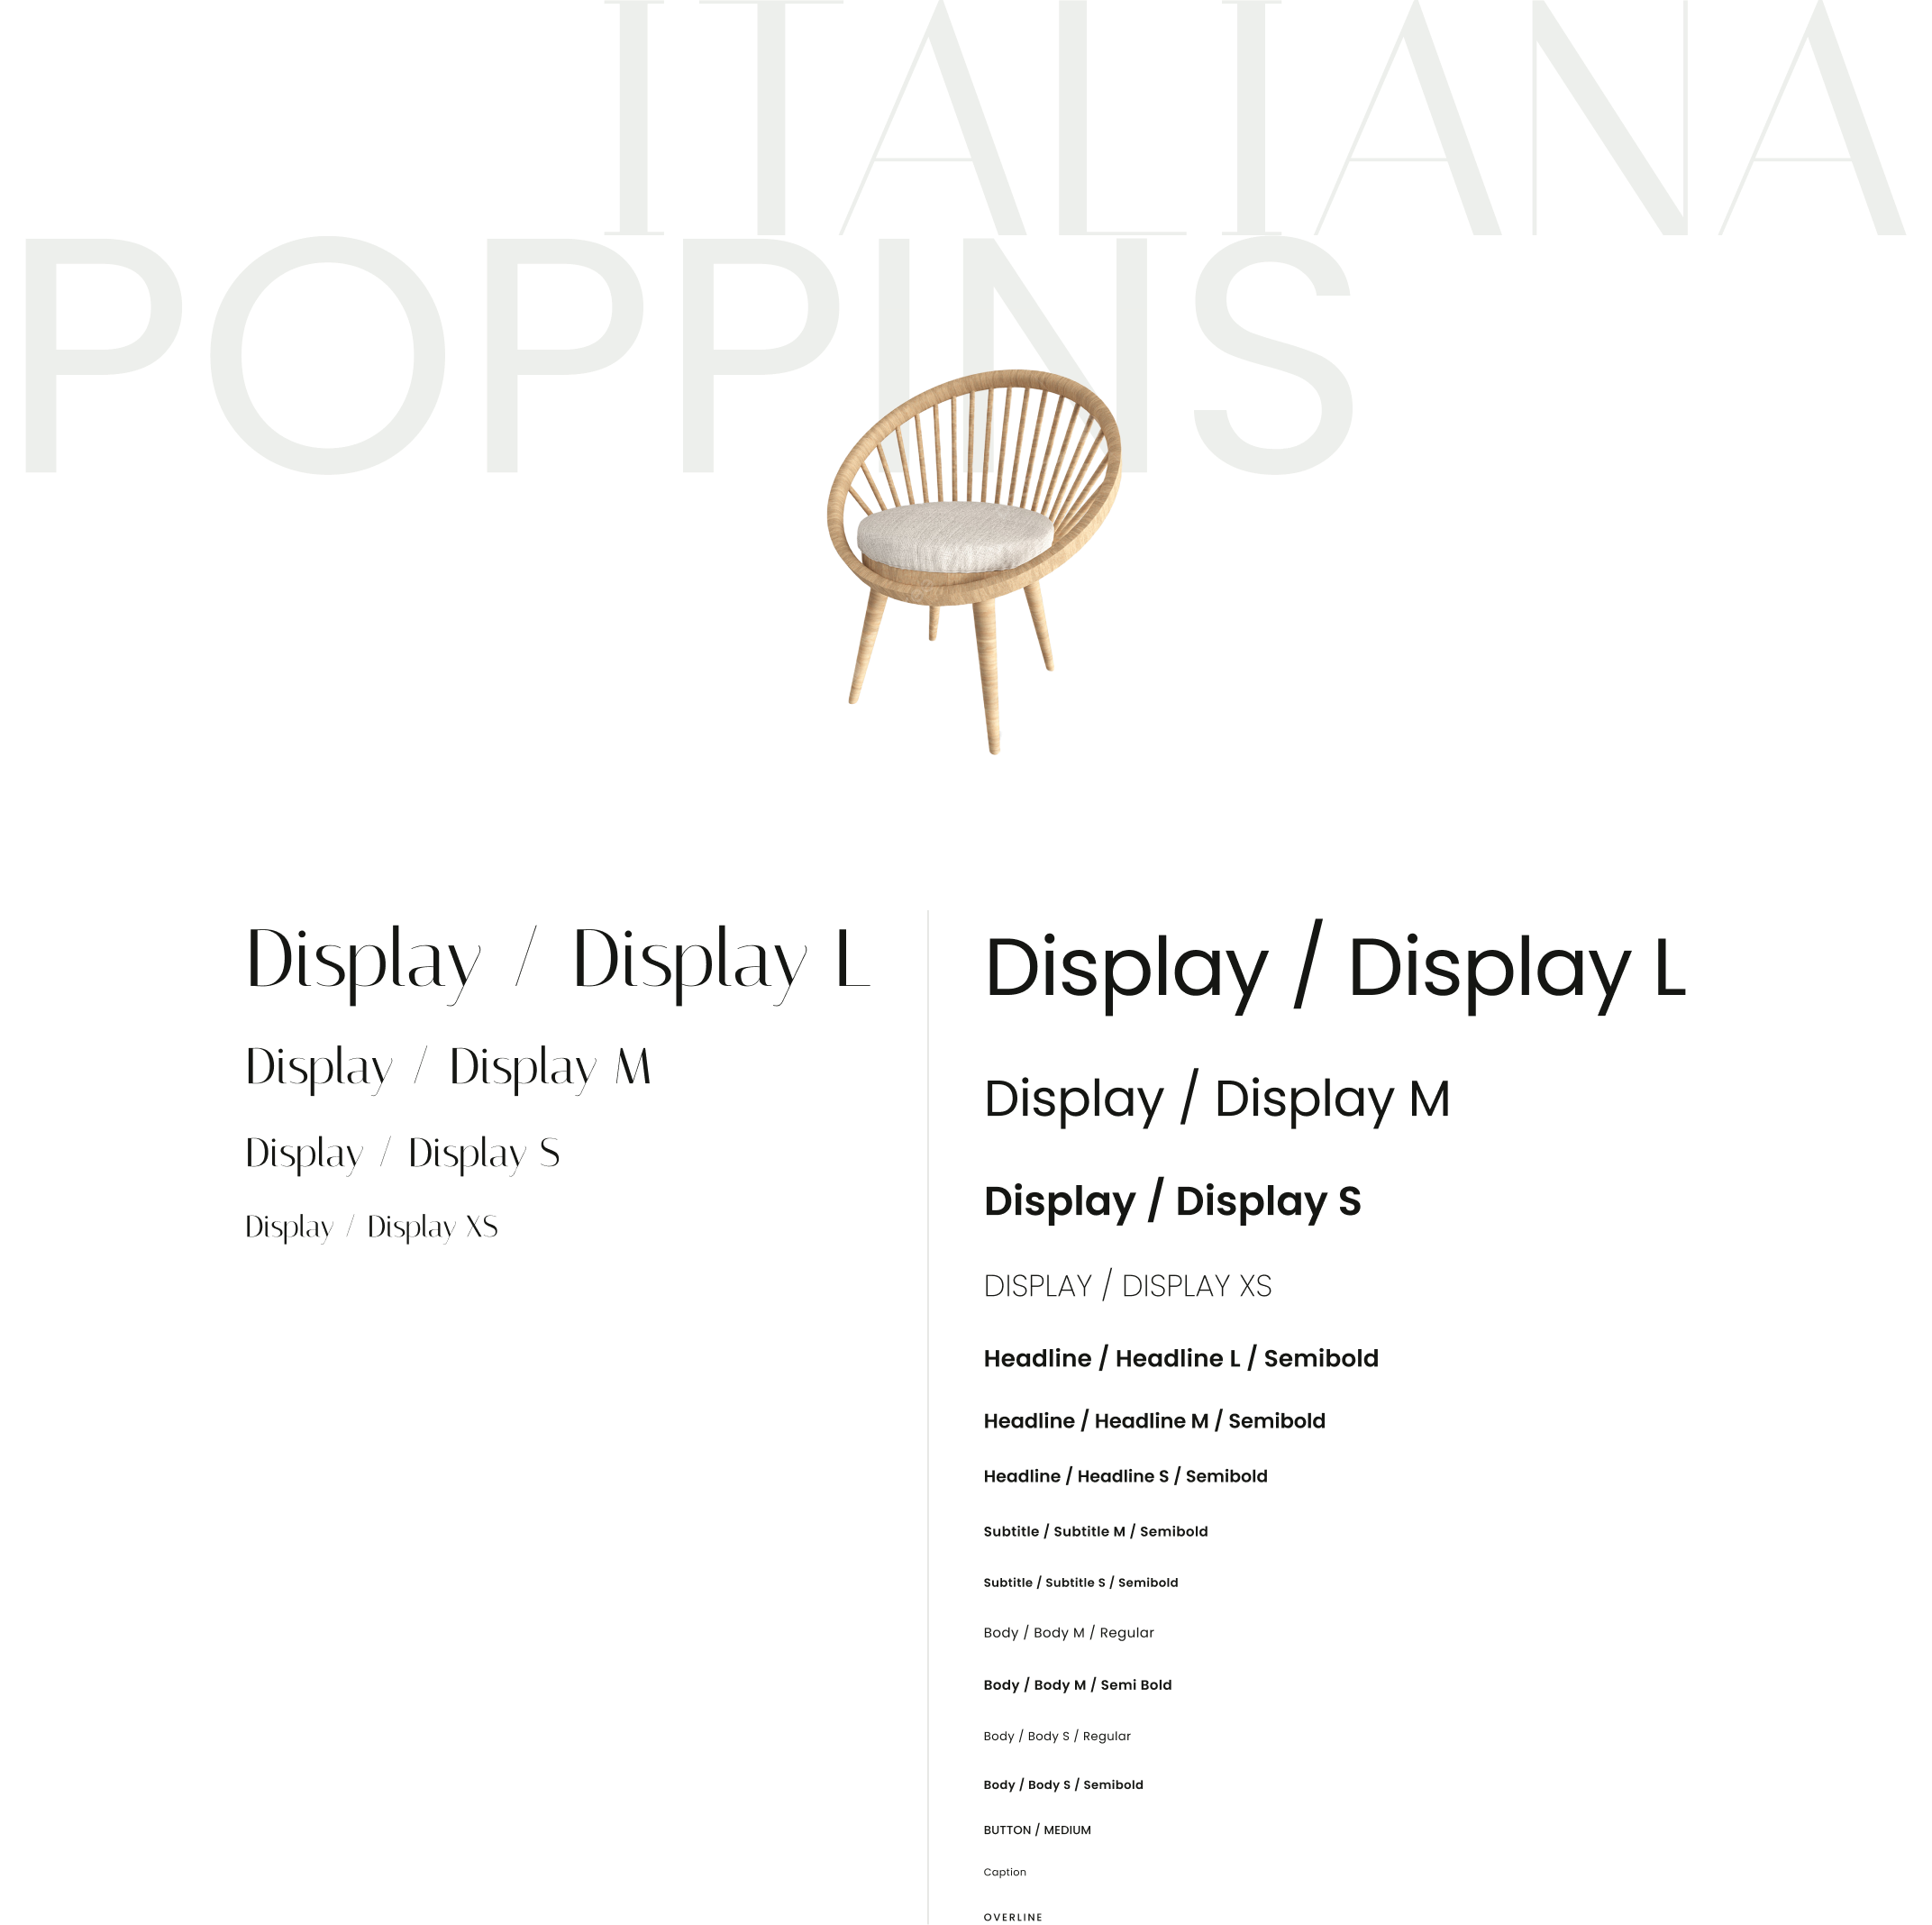 ITALIANA
POPPINS
Display / Display L
Display / Display M
Display / Display S
Display / Display XS
Display / Display L
Display / Display M
Display / Display S
DISPLAY / DISPLAY XS
Headline / Headline L / Semibold
Headline / Headline M / Semibold
Headline / Headline S / Semibold
Subtitle / Subtitle M / Semibold
Subtitle / Subtitle S / Semibold
Body / Body M / Regular
Body / Body M / Semi Bold
Body / Body S / Regular
Body / Body S / Semibold
BUTTON / MEDIUM
Caption
OVERLINE